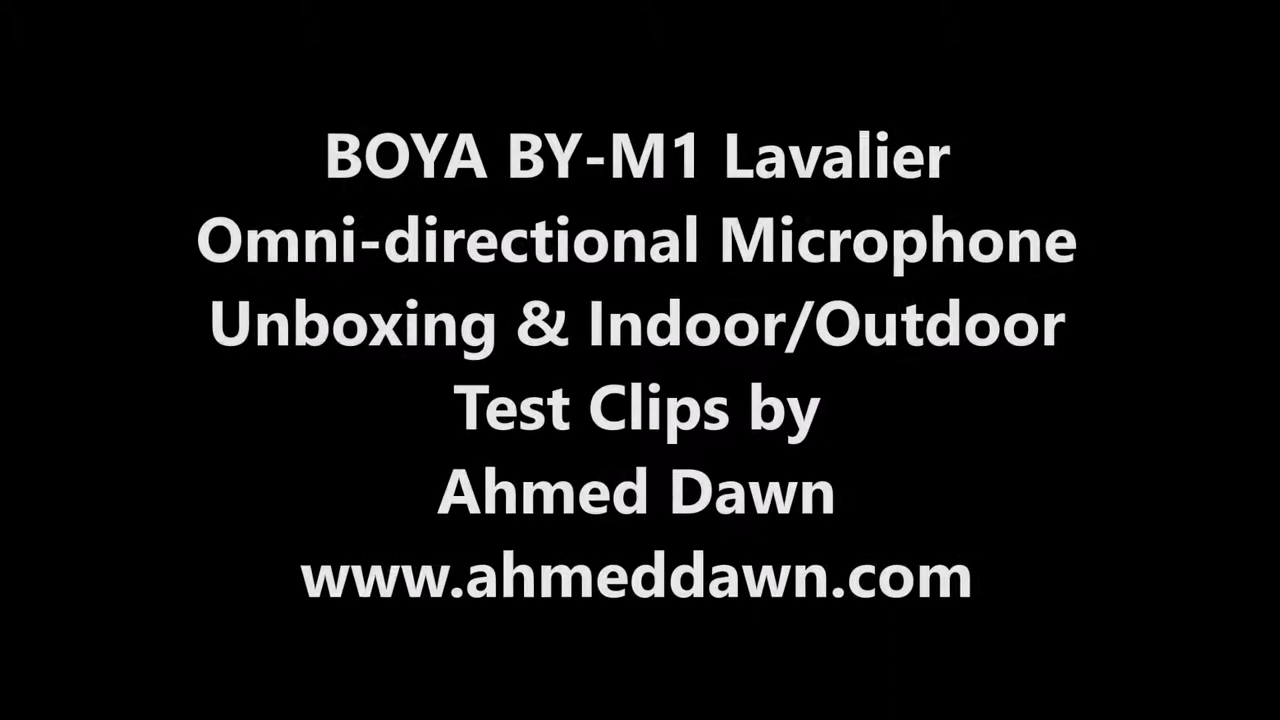 BOYA BY-M1 Lavalier
Omni-directional Microphone
Unboxing & Indoor/Outdoor
Test Clips by
Ahmed Dawn
www.ahmeddawn.com